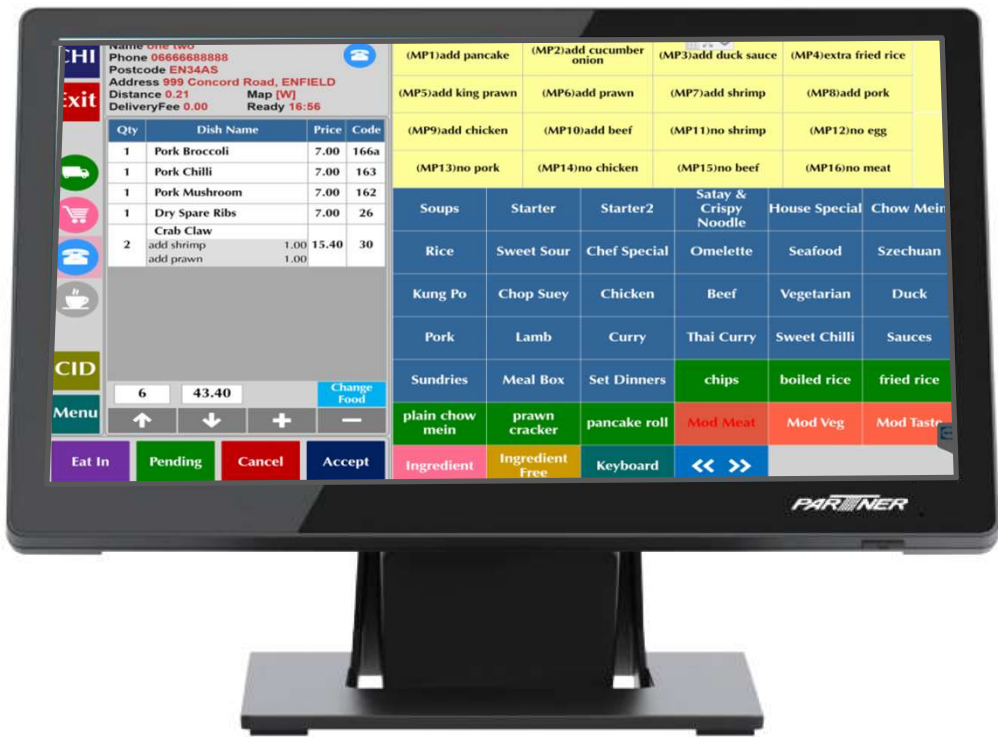 CHI
Exit
CID
Menu
Name one two
Phone 06666688888
Postcode EN34AS
Address 999 Concord Road, ENFIELD
Distance 0.21 Map [W]
DeliveryFee 0.00 Ready 16:56
Qty Dish Name Price Code
1 Pork Broccoli 7.00 166a
1 Pork Chilli 7.00 163
1 Pork Mushroom 7.00 162
1 Dry Spare Ribs 7.00 26
2 Crab Claw 15.40 30
add shrimp 1.00
add prawn 1.00
6 43.40 Change Food
Eat In Pending Cancel Accept
(MP1)add pancake (MP2)add cucumber onion (MP3)add duck sauce (MP4)extra fried rice
(MP5)add king prawn (MP6)add prawn (MP7)add shrimp (MP8)add pork
(MP9)add chicken (MP10)add beef (MP11)no shrimp (MP12)no egg
(MP13)no pork (MP14)no chicken (MP15)no beef (MP16)no meat
Soups Starter Starter2 Satay & Crispy Noodle House Special Chow Mein
Rice Sweet Sour Chef Special Omelette Seafood Szechuan
Kung Po Chop Suey Chicken Beef Vegetarian Duck
Pork Lamb Curry Thai Curry Sweet Chilli Sauces
Sundries Meal Box Set Dinners chips boiled rice fried rice
plain chow mein prawn cracker pancake roll Mod Meat Mod Veg Mod Taste
Ingredient Ingredient Free Keyboard << >>
PARTNER